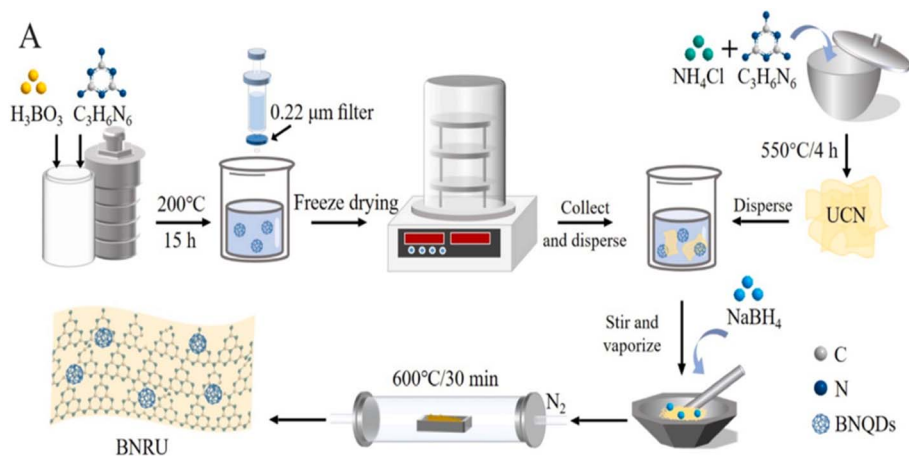 A
H₃BO₃
C₃H₆N₆
0.22 μm filter
200°C
15 h
Freeze drying
Collect
and disperse
NH₄Cl
+
C₃H₆N₆
550°C/4 h
UCN
Disperse
Stir and
vaporize
NaBH₄
N₂
600°C/30 min
BNRU
C
N
BNQDs